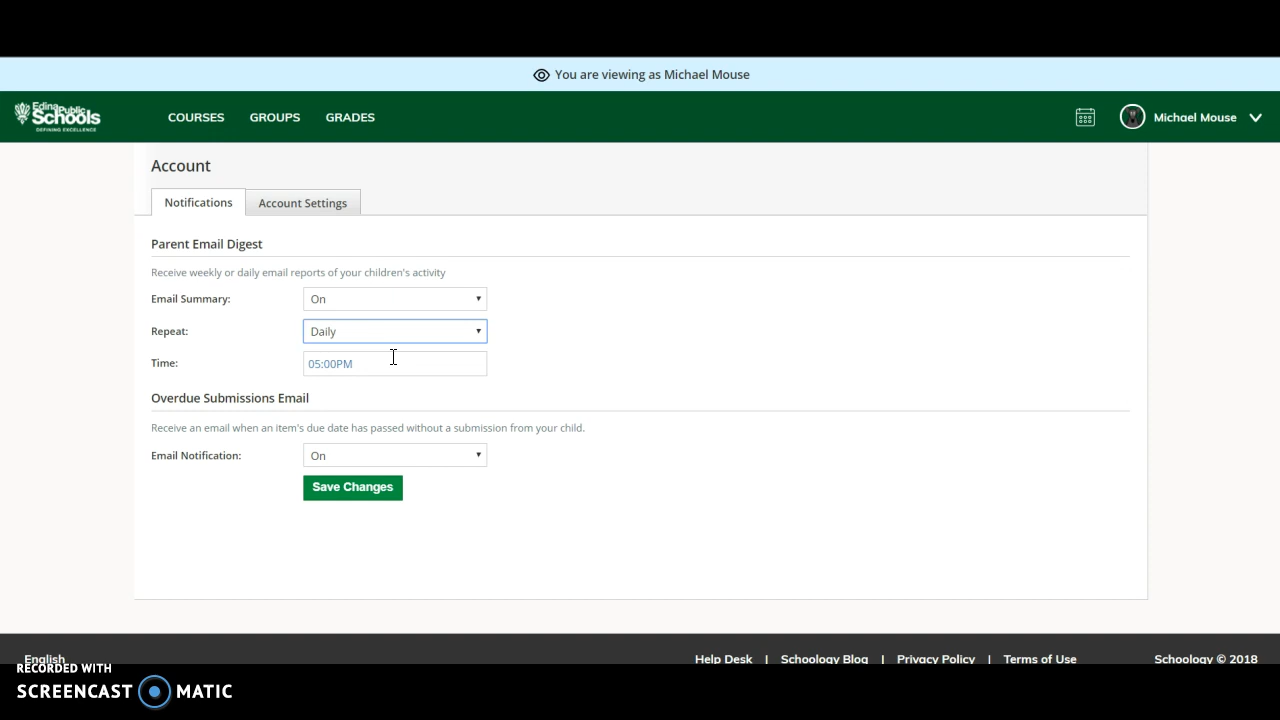 You are viewing as Michael Mouse
Edina Public Schools
DEFINING EXCELLENCE
COURSES
GROUPS
GRADES
Michael Mouse
Account
Notifications
Account Settings
Parent Email Digest
Receive weekly or daily email reports of your children's activity
Email Summary:
On
Repeat:
Daily
Time:
05:00PM
Overdue Submissions Email
Receive an email when an item's due date has passed without a submission from your child.
Email Notification:
On
Save Changes
English
Help Desk | Schoology Blog | Privacy Policy | Terms of Use
Schoology © 2018
RECORDED WITH
SCREENCAST MATIC